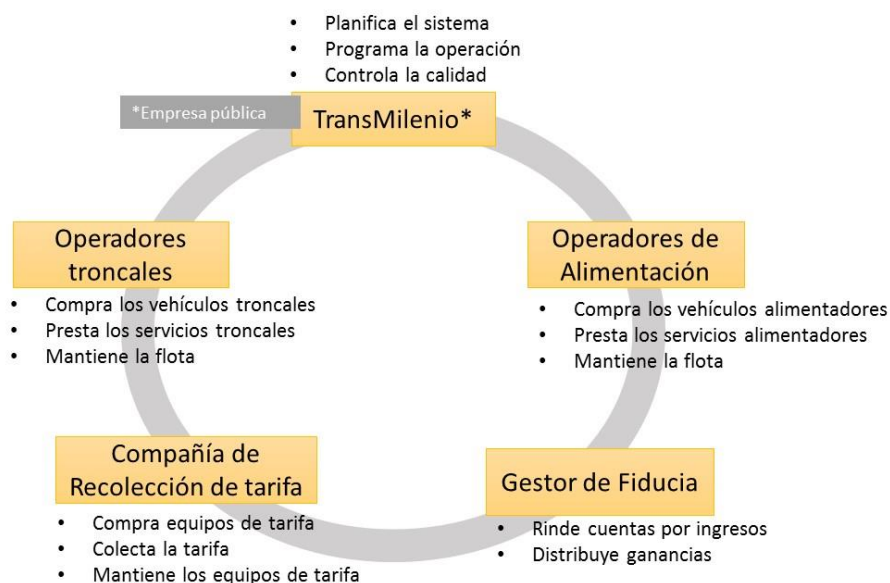 • Planifica el sistema
• Programa la operación
• Controla la calidad
*Empresa pública
TransMilenio*
Operadores
troncales
• Compra los vehículos troncales
• Presta los servicios troncales
• Mantiene la flota
Operadores de
Alimentación
• Compra los vehículos alimentadores
• Presta los servicios alimentadores
• Mantiene la flota
Compañía de
Recolección de tarifa
• Compra equipos de tarifa
• Colecta la tarifa
• Mantiene los equipos de tarifa
Gestor de Fiducia
• Rinde cuentas por ingresos
• Distribuye ganancias